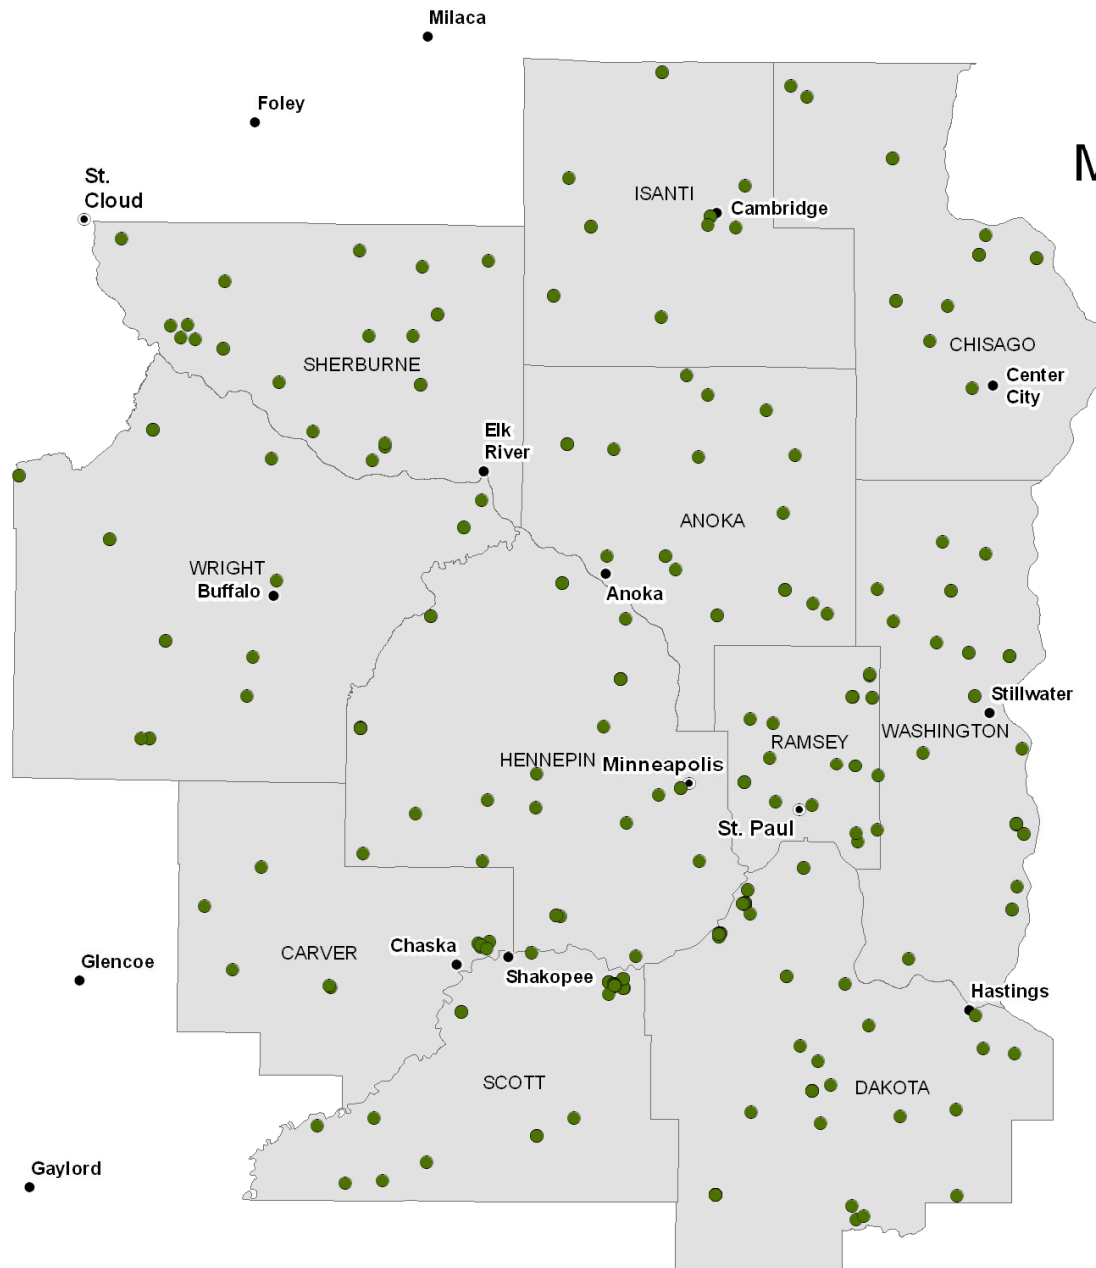 Milaca
Foley
M
St.
Cloud
ISANTI
Cambridge
CHISAGO
Center
City
SHERBURNE
Elk
River
ANOKA
WRIGHT
Buffalo
Anoka
Stillwater
WASHINGTON
RAMSEY
HENNEPIN
Minneapolis
St. Paul
Chaska
CARVER
Glencoe
Shakopee
Hastings
SCOTT
DAKOTA
Gaylord